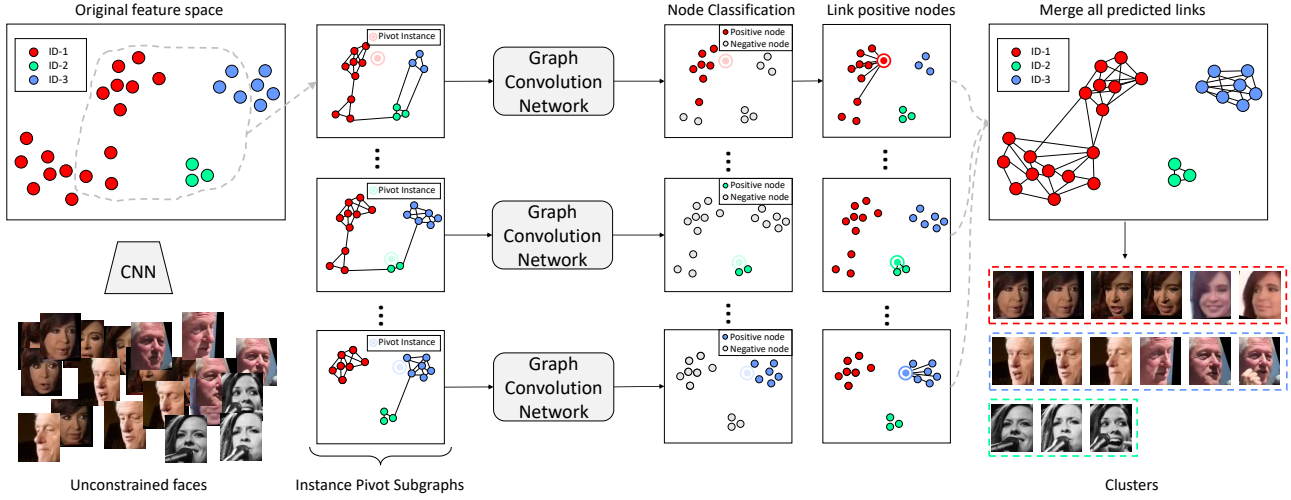 Original feature space
ID-1
ID-2
ID-3
CNN
Unconstrained faces
Pivot Instance
Pivot Instance
Pivot Instance
Instance Pivot Subgraphs
Graph
Convolution
Network
Graph
Convolution
Network
Graph
Convolution
Network
Node Classification
Positive node
Negative node
Positive node
Negative node
Positive node
Negative node
Link positive nodes
Merge all predicted links
ID-1
ID-2
ID-3
Clusters